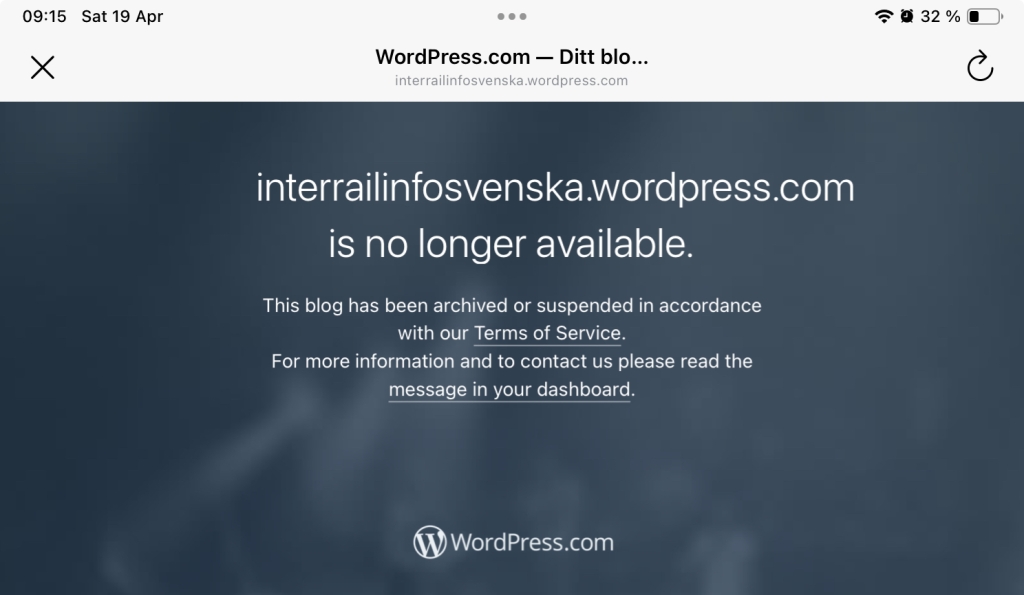 09:15 Sat 19 Apr 32 %
WordPress.com — Ditt blo...
interrailinfosvenska.wordpress.com
interrailinfosvenska.wordpress.com
is no longer available.
This blog has been archived or suspended in accordance
with our Terms of Service.
For more information and to contact us please read the
message in your dashboard.
WordPress.com